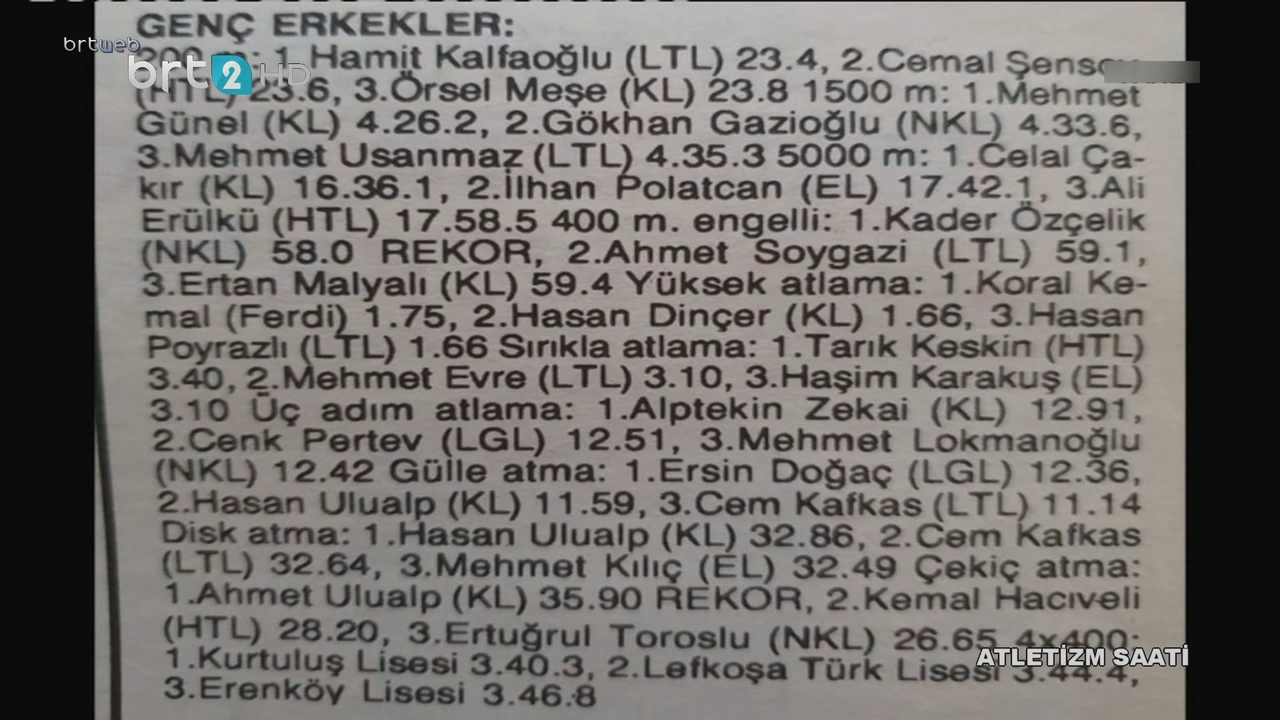 GENÇ ERKEKLER:
brtweb
200 m: 1.Hamit Kalfaoğlu (LTL) 23.4, 2.Cemal Şensoy
brt 2 HD
(HTL) 23.6, 3.Örsel Meşe (KL) 23.8 1500 m: 1.Mehmet
Günel (KL) 4.26.2, 2.Gökhan Gazioğlu (NKL) 4.33.6,
3.Mehmet Usanmaz (LTL) 4.35.3 5000 m: 1.Celal Ça-
kır (KL) 16.36.1, 2.İlhan Polatcan (EL) 17.42.1, 3.Ali
Erülkü (HTL) 17.58.5 400 m. engelli: 1.Kader Özçelik
(NKL) 58.0 REKOR, 2.Ahmet Soygazi (LTL) 59.1,
3.Ertan Malyalı (KL) 59.4 Yüksek atlama: 1.Koral Ke-
mal (Ferdi) 1.75, 2.Hasan Dinçer (KL) 1.66, 3.Hasan
Poyrazlı (LTL) 1.66 Sırıkla atlama: 1.Tarık Keskin (HTL)
3.40, 2.Mehmet Evre (LTL) 3.10, 3.Haşim Karakuş (EL)
3.10 Üç adım atlama: 1.Alptekin Zekai (KL) 12.91,
2.Cenk Pertev (LGL) 12.51, 3.Mehmet Lokmanoğlu
(NKL) 12.42 Gülle atma: 1.Ersin Doğaç (LGL) 12.36,
2.Hasan Ulualp (KL) 11.59, 3.Cem Kafkas (LTL) 11.14
Disk atma: 1.Hasan Ulualp (KL) 32.86, 2.Cem Kafkas
(LTL) 32.64, 3.Mehmet Kılıç (EL) 32.49 Çekiç atma:
1.Ahmet Ulualp (KL) 35.90 REKOR, 2.Kemal Hacıveli
(HTL) 28.20, 3.Ertuğrul Toroslu (NKL) 26.65 4x400:
1.Kurtuluş Lisesi 3.40.3, 2.Lefkoşa Türk Lisesi 3.44.4,
ATLETİZM SAATİ
3.Erenköy Lisesi 3.46.8